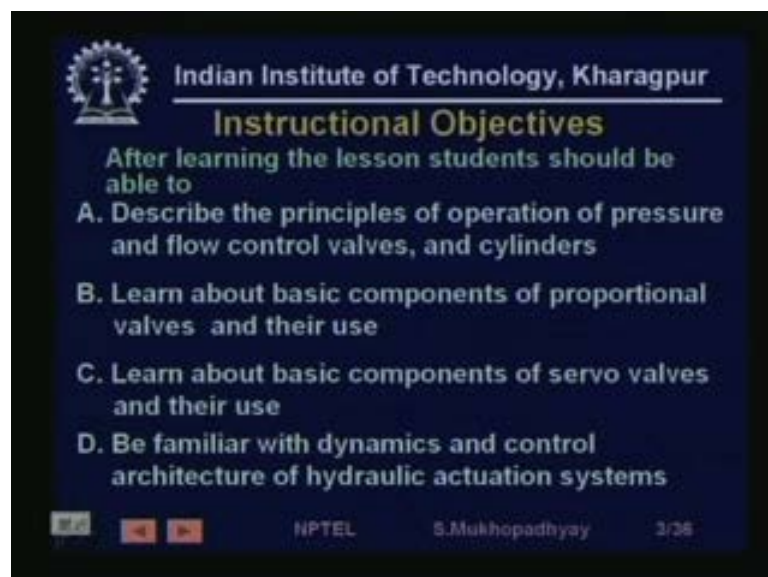 Indian Institute of Technology, Kharagpur
Instructional Objectives
After learning the lesson students should be
able to
A. Describe the principles of operation of pressure
and flow control valves, and cylinders
B. Learn about basic components of proportional
valves and their use
C. Learn about basic components of servo valves
and their use
D. Be familiar with dynamics and control
architecture of hydraulic actuation systems
NPTEL S.Mukhopadhyay 3/36